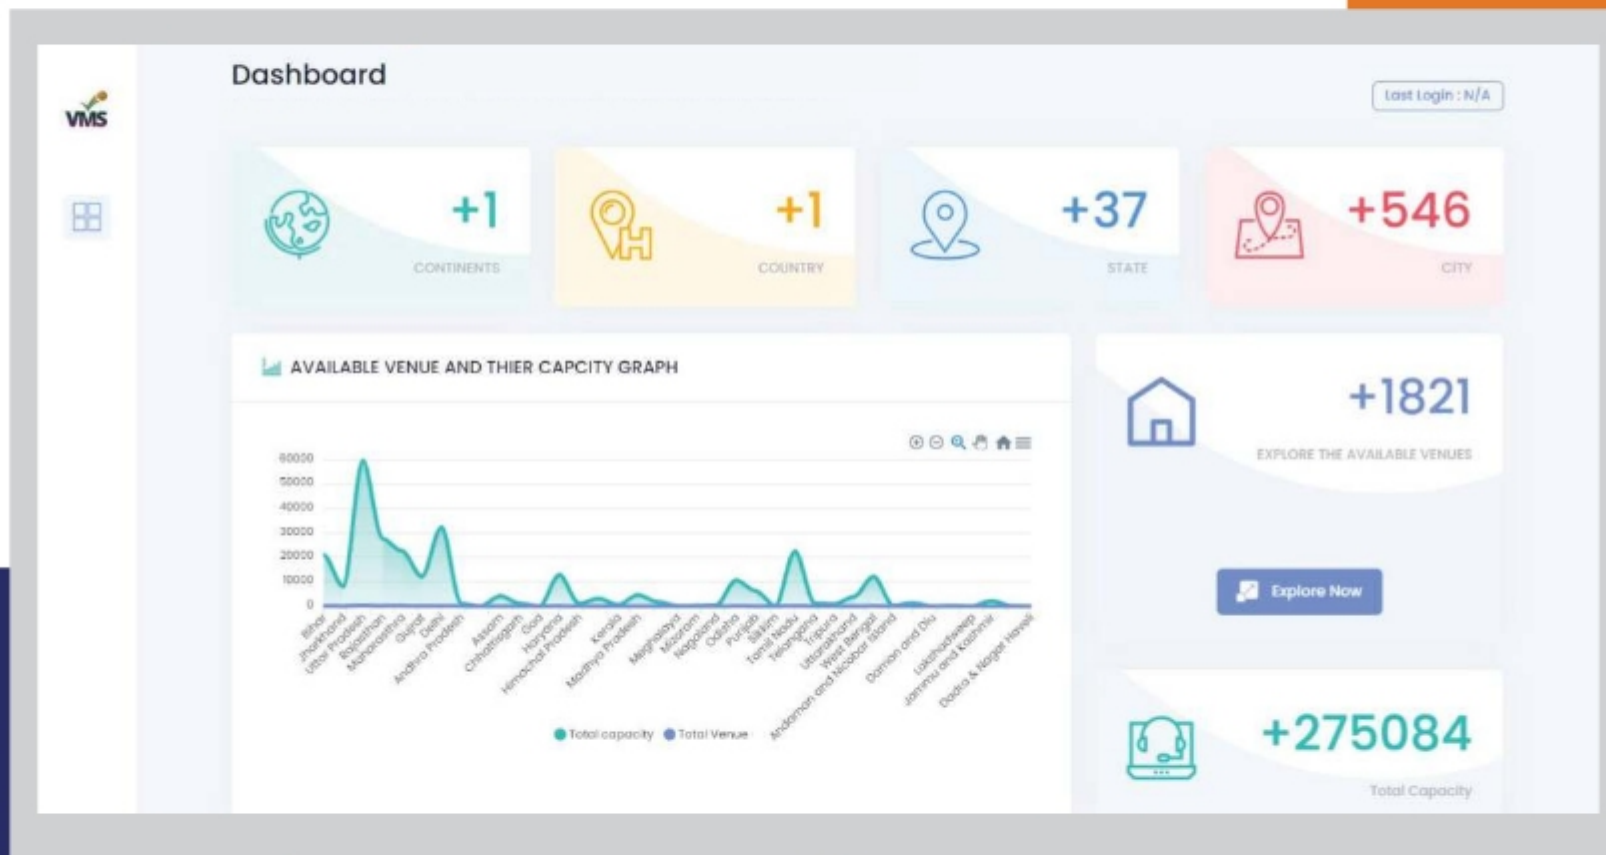 Dashboard
Last Login : N/A
VMS
+1
CONTINENTS
+1
COUNTRY
+37
STATE
+546
CITY
AVAILABLE VENUE AND THIER CAPCITY GRAPH
+1821
EXPLORE THE AVAILABLE VENUES
Explore Now
60000
50000
40000
30000
20000
10000
0
Bihar
Jharkhand
Uttar Pradesh
Rajasthan
Maharasthra
Gujrat
Delhi
Andhra Pradesh
Assam
Chhattisgarh
Goa
Haryana
Himachal Pradesh
Kerala
Madhya Pradesh
Meghalaya
Mizoram
Nagaland
Odisha
Punjab
Sikkim
Tamil Nadu
Telangana
Tripura
Uttarakhand
West Bengal
Andaman and Nicobar Island
Daman and Diu
Lakshadweep
Jammu and Kashmir
Dadra & Nagar Haveli
Total capacity
Total Venue
+275084
Total Capacity